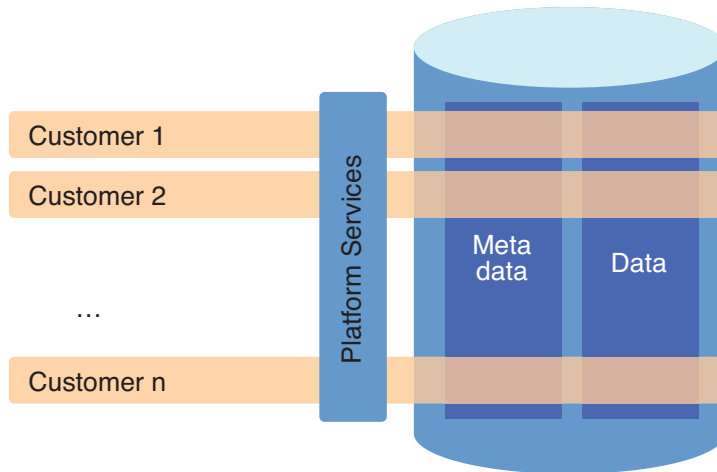 Customer 1
Customer 2
...
Customer n
Platform Services
Meta
data
Data